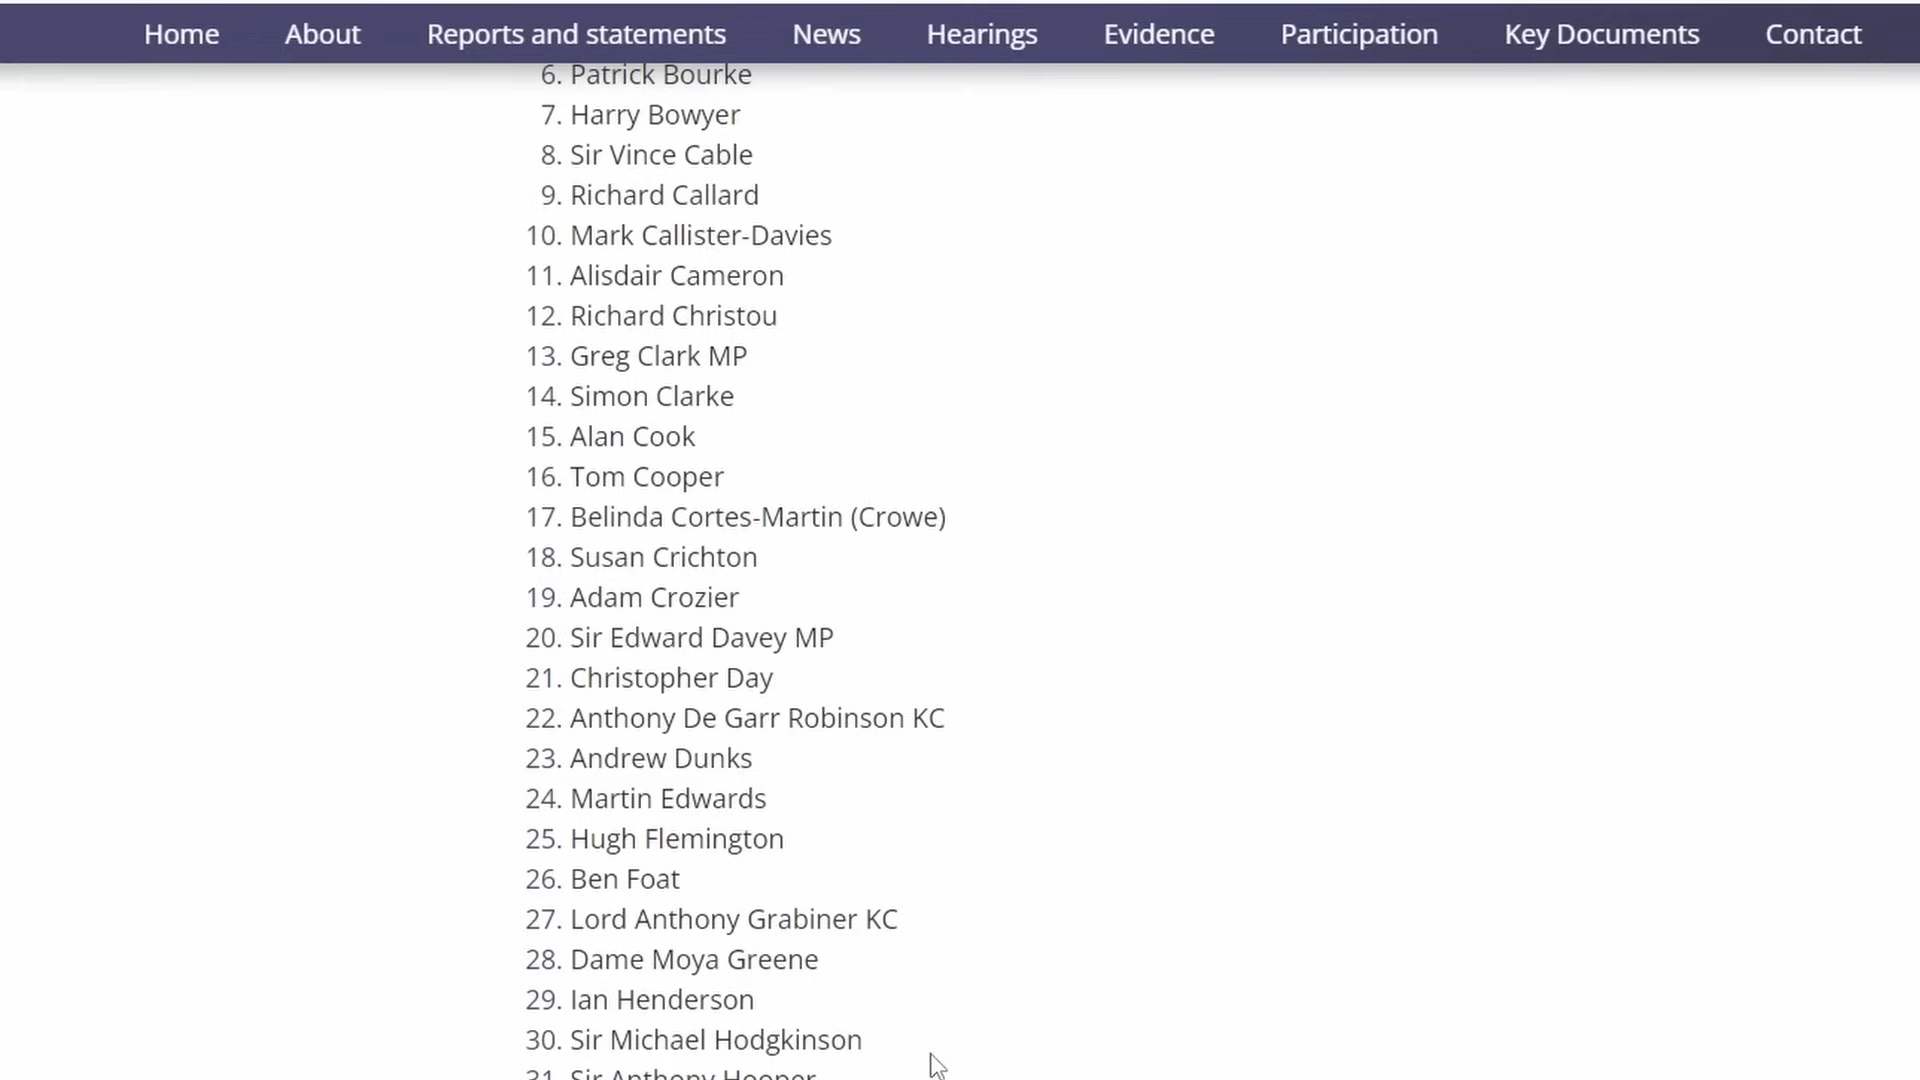 Home About Reports and statements News Hearings Evidence Participation Key Documents Contact
6. Patrick Bourke
7. Harry Bowyer
8. Sir Vince Cable
9. Richard Callard
10. Mark Callister-Davies
11. Alisdair Cameron
12. Richard Christou
13. Greg Clark MP
14. Simon Clarke
15. Alan Cook
16. Tom Cooper
17. Belinda Cortes-Martin (Crowe)
18. Susan Crichton
19. Adam Crozier
20. Sir Edward Davey MP
21. Christopher Day
22. Anthony De Garr Robinson KC
23. Andrew Dunks
24. Martin Edwards
25. Hugh Flemington
26. Ben Foat
27. Lord Anthony Grabiner KC
28. Dame Moya Greene
29. Ian Henderson
30. Sir Michael Hodgkinson
31. Sir Anthony Hooper